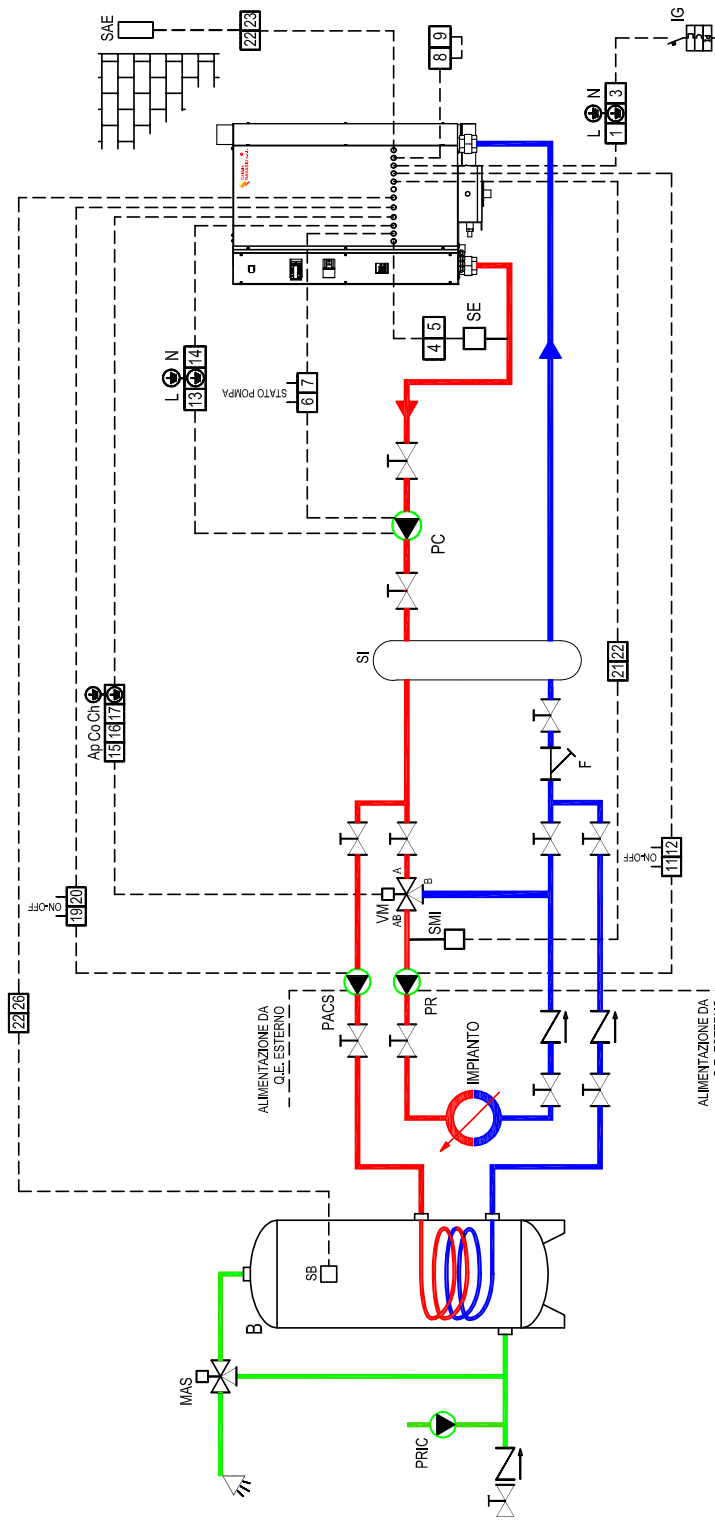 SAE
22 23
8 9
IG
L N
1 3
L N
13 14
STATO POMPA
6 7
4 5
SE
PC
SI
21 22
Ap Co Ch
15 16 17
F
ON-OFF
19 20
ON-OFF
11 12
VM
A
B
AB
SMI
22 26
PACS
PR
ALIMENTAZIONE DA
Q.E. ESTERNO
ALIMENTAZIONE DA
IMPIANTO
SB
B
MAS
PRIC